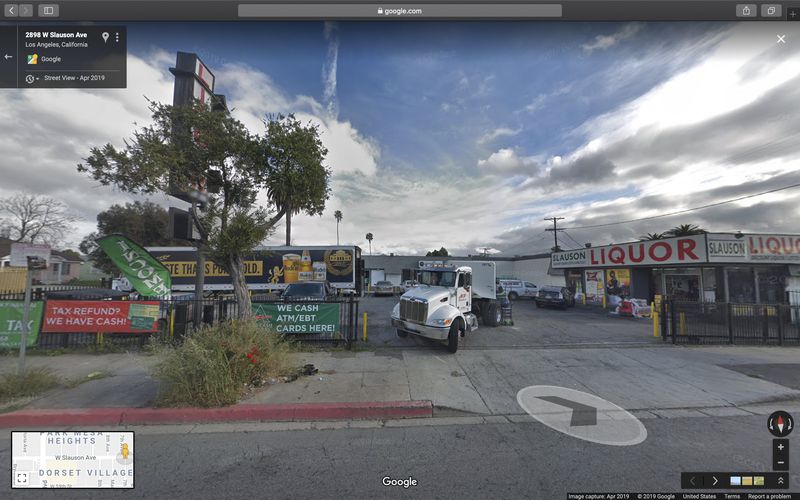 google.com
2898 W Slauson Ave
Los Angeles, California
Google
Street View - Apr 2019
TAX
TAX REFUND?
WE HAVE CASH!
WE CASH
ATM/EBT
CARDS HERE!
SLAUSON
LIQUOR
SLAUSON
LIQUO
PARK MESA
HEIGHTS
W Slauson Ave
DORSET VILLAGE
W 59th St
Google
Image capture: Apr 2019
© 2019 Google
United States
Terms
Report a problem